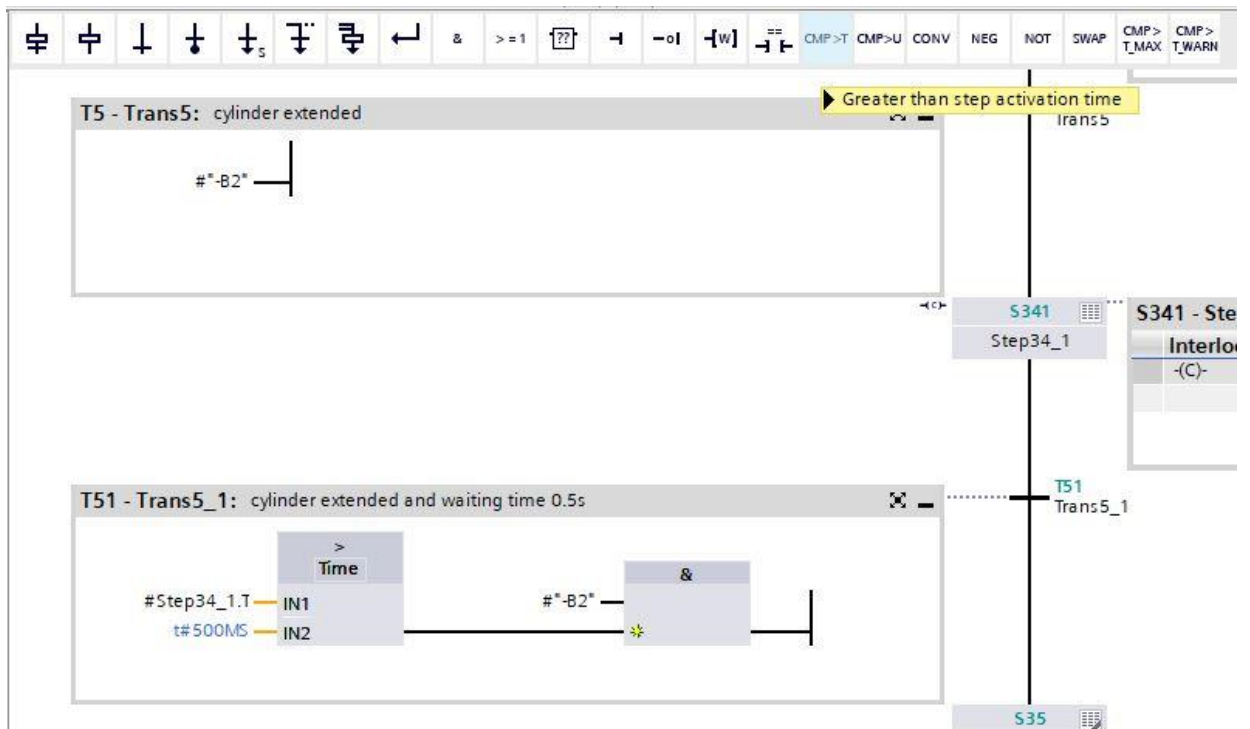 S & >=1 ?? [W] == CMP>T CMP>U CONV NEG NOT SWAP CMP> T_MAX CMP> T_WARN
Greater than step activation time
T5 - Trans5: cylinder extended
Trans5
#"-B2"
(c)
S341
Step34_1
S341 - Ste
Interloc
-(C)-
T51 - Trans5_1: cylinder extended and waiting time 0.5s
T51
Trans5_1
>
Time
&
#Step34_1.T IN1
#"-B2"
t#500MS IN2
S35